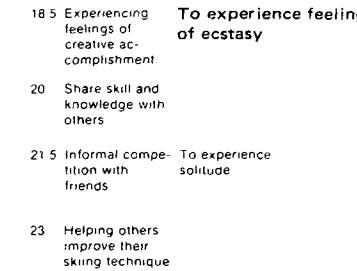 18 5 Experiencing To experience feelin
feelings of of ecstasy
creative ac-
complishment
20 Share skill and
knowledge with
others
21 5 Informal compe- To experience
tition with solitude
friends
23 Helping others
improve their
skiing technique